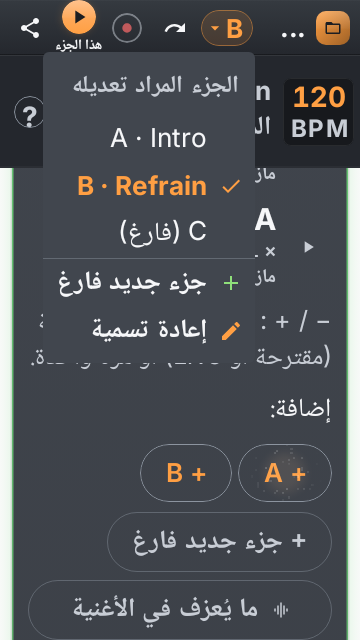 هذا الجزء
B
...
120
BPM
?
الجزء المراد تعديله
A · Intro
B · Refrain
C (فارغ)
جزء جديد فارغ
إعادة تسمية
A
×
: + / −
(مقترحة
إضافة:
A +
B +
+ جزء جديد فارغ
ما يُعزف في الأغنية